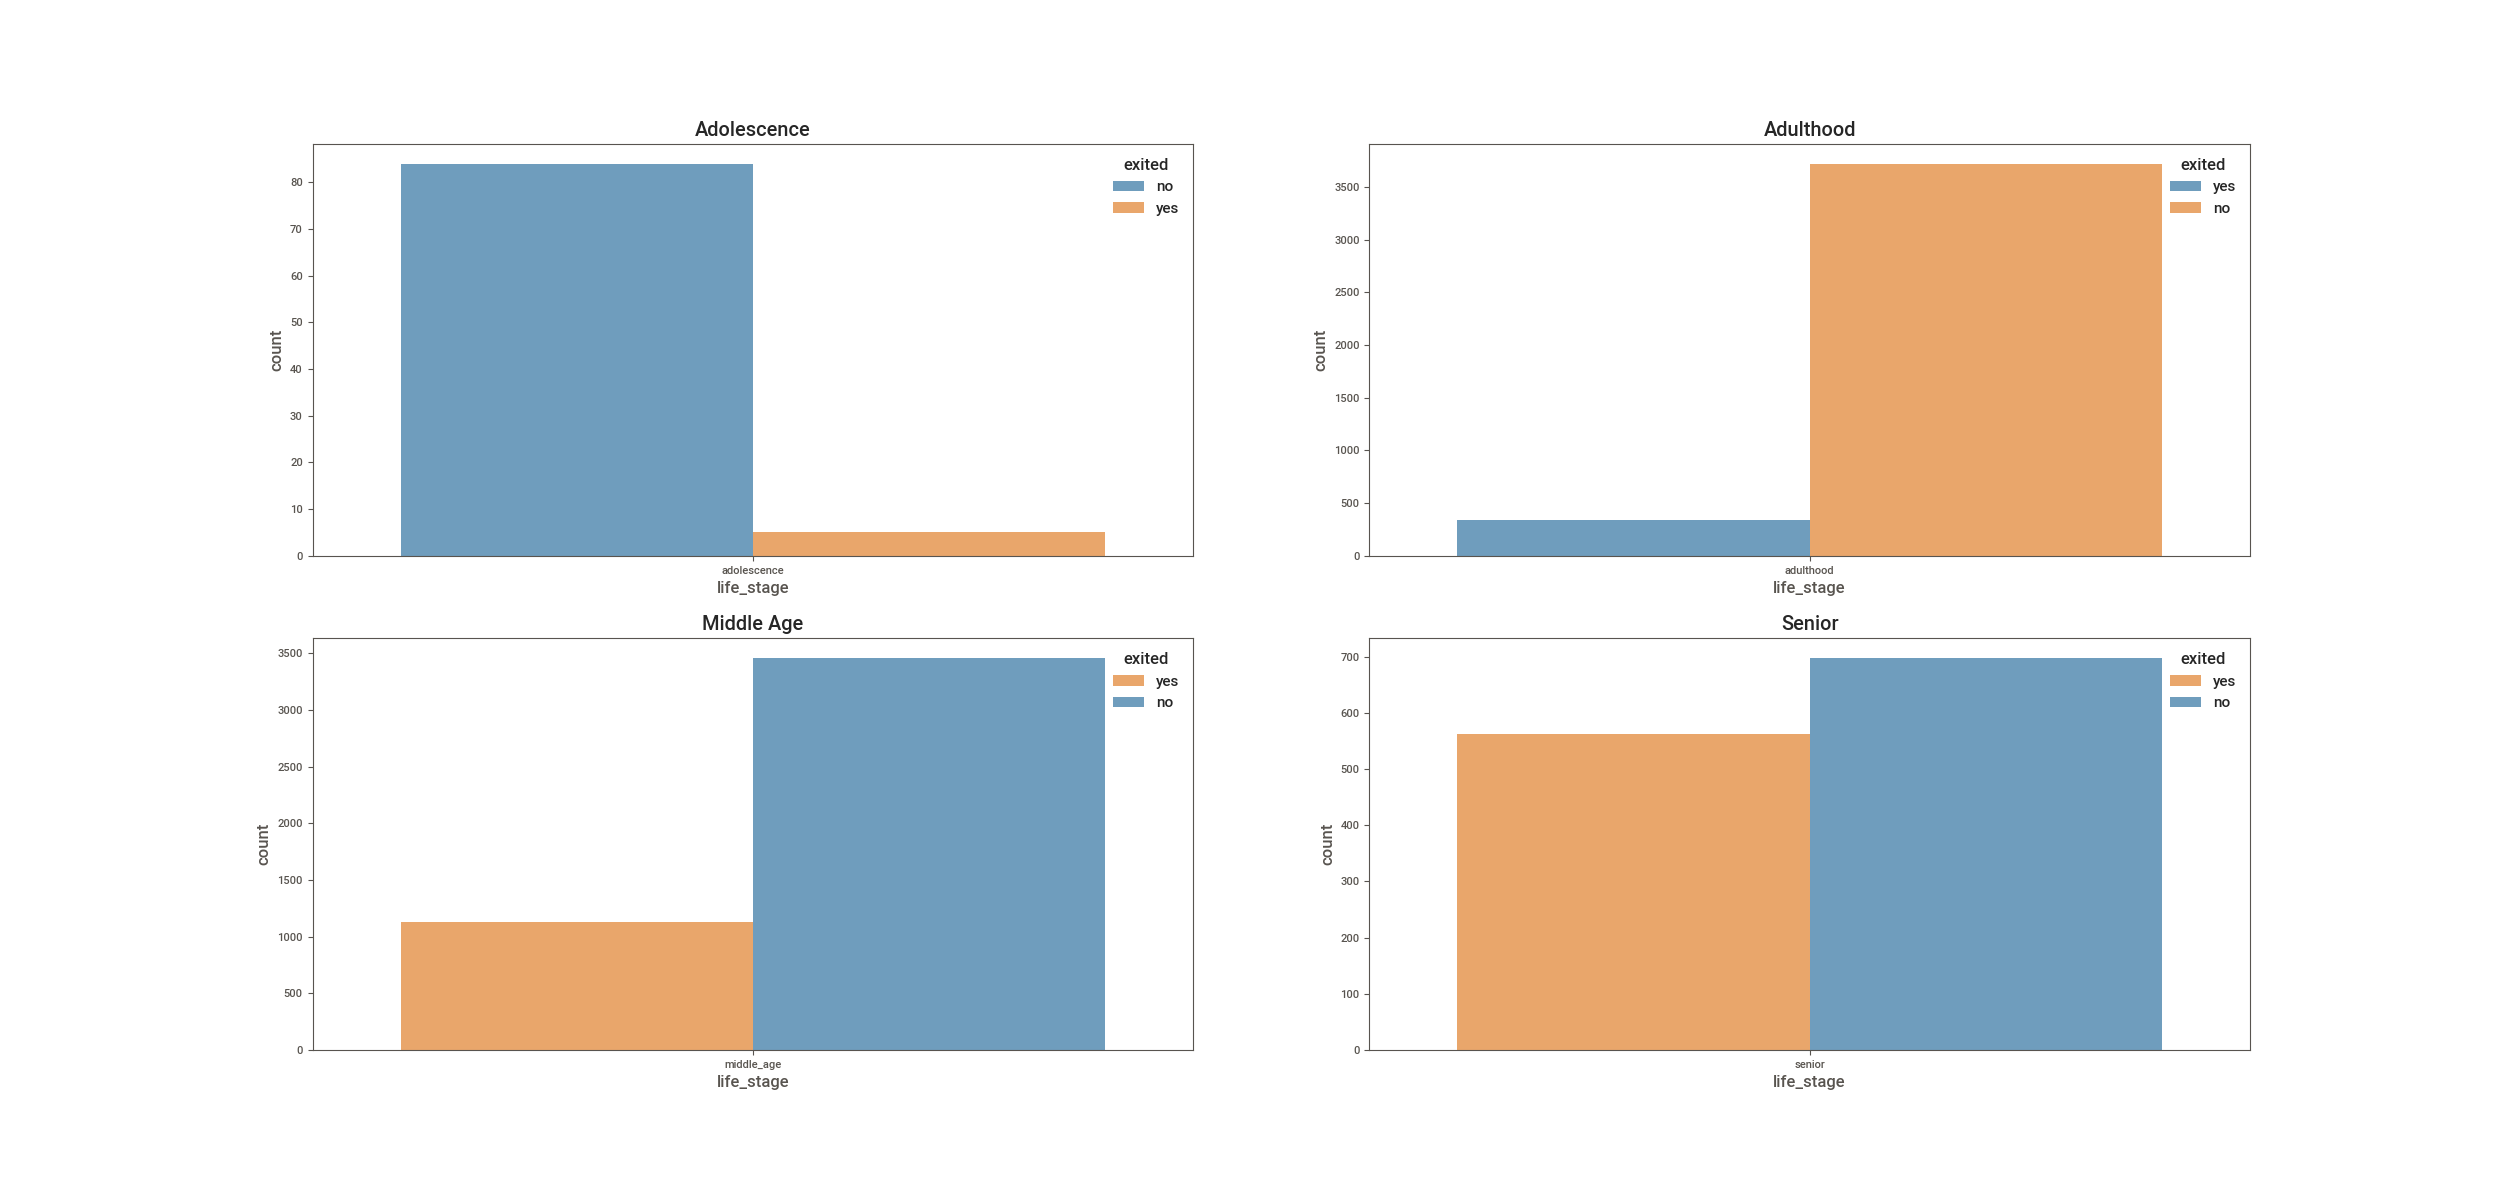 Adolescence
exited
no
yes
80
70
60
50
40
30
20
10
0
count
adolescence
life_stage
Adulthood
exited
yes
no
3500
3000
2500
2000
1500
1000
500
0
count
adulthood
life_stage
Middle Age
exited
yes
no
3500
3000
2500
2000
1500
1000
500
0
count
middle_age
life_stage
Senior
exited
yes
no
700
600
500
400
300
200
100
0
count
senior
life_stage